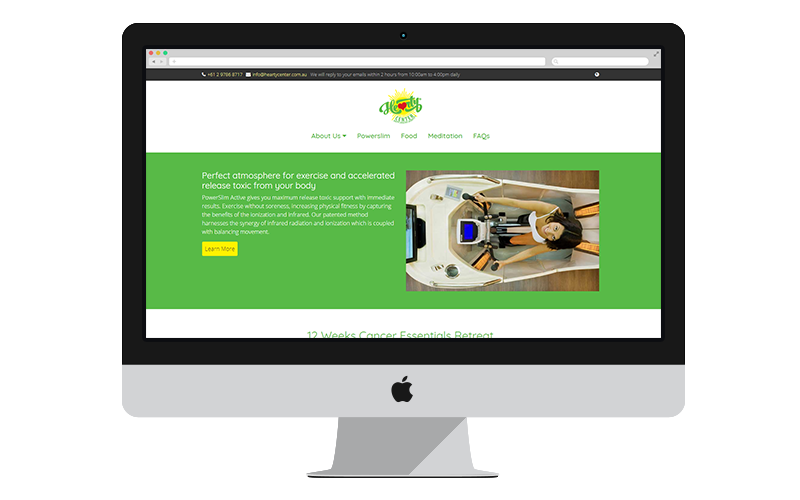 +61 2 9786 8717 info@heartycenter.com.au We will reply to your emails within 2 hours from 10:00am to 4:00pm daily
Hearty
CENTER
About Us Powerslim Food Meditation FAQs
Perfect atmosphere for exercise and accelerated
release toxic from your body
PowerSlim Active gives you maximum release toxic support with immediate
results. Exercise without soreness, increasing physical fitness by capturing
the benefits of the ionization and infrared. Our patented method
harnesses the synergy of infrared radiation and ionization which is coupled
with balancing movement.
Learn More
12 Weeks Cancer Essentials Retreat